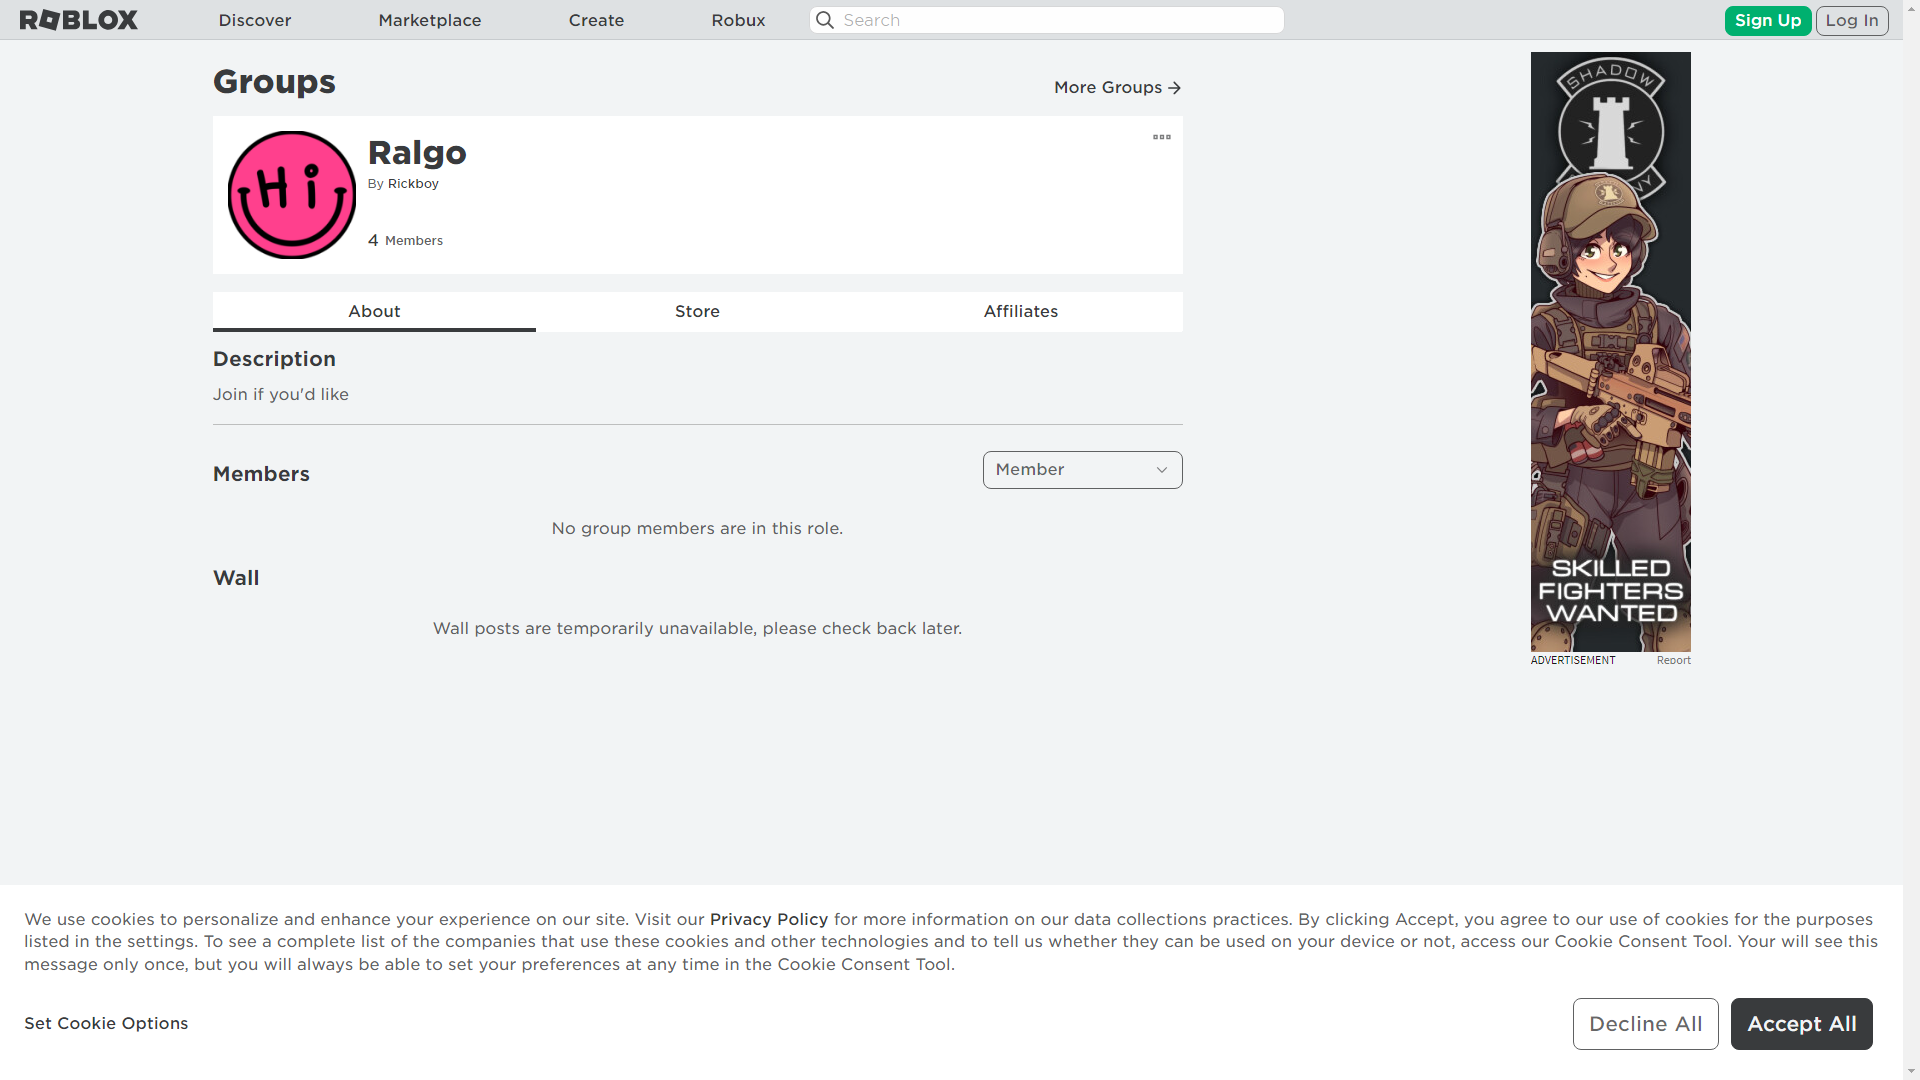 ROBLOX
Discover
Marketplace
Create
Robux
Search
Sign Up
Log In
Groups
More Groups
Hi
Ralgo
By Rickboy
4 Members
About
Store
Affiliates
Description
Join if you'd like
Members
Member
No group members are in this role.
Wall
Wall posts are temporarily unavailable, please check back later.
SHADOW
NY
SKILLED
FIGHTERS
WANTED
ADVERTISEMENT
Report
We use cookies to personalize and enhance your experience on our site. Visit our Privacy Policy for more information on our data collections practices. By clicking Accept, you agree to our use of cookies for the purposes
listed in the settings. To see a complete list of the companies that use these cookies and other technologies and to tell us whether they can be used on your device or not, access our Cookie Consent Tool. Your will see this
message only once, but you will always be able to set your preferences at any time in the Cookie Consent Tool.
Set Cookie Options
Decline All
Accept All